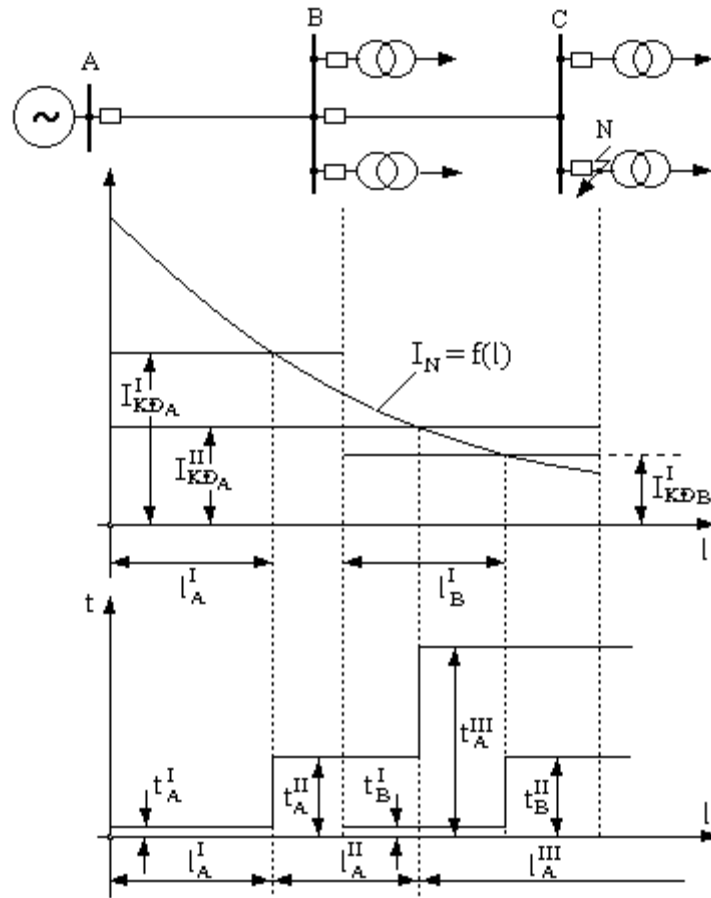 A
B
C
~
N
I_N = f(l)
I^I_KĐA
I^II_KĐA
I^I_KĐB
l
l^I_A
l^I_B
t
t^III_A
t^I_A
t^II_A
t^I_B
t^II_B
l
l^I_A
l^II_A
l^III_A